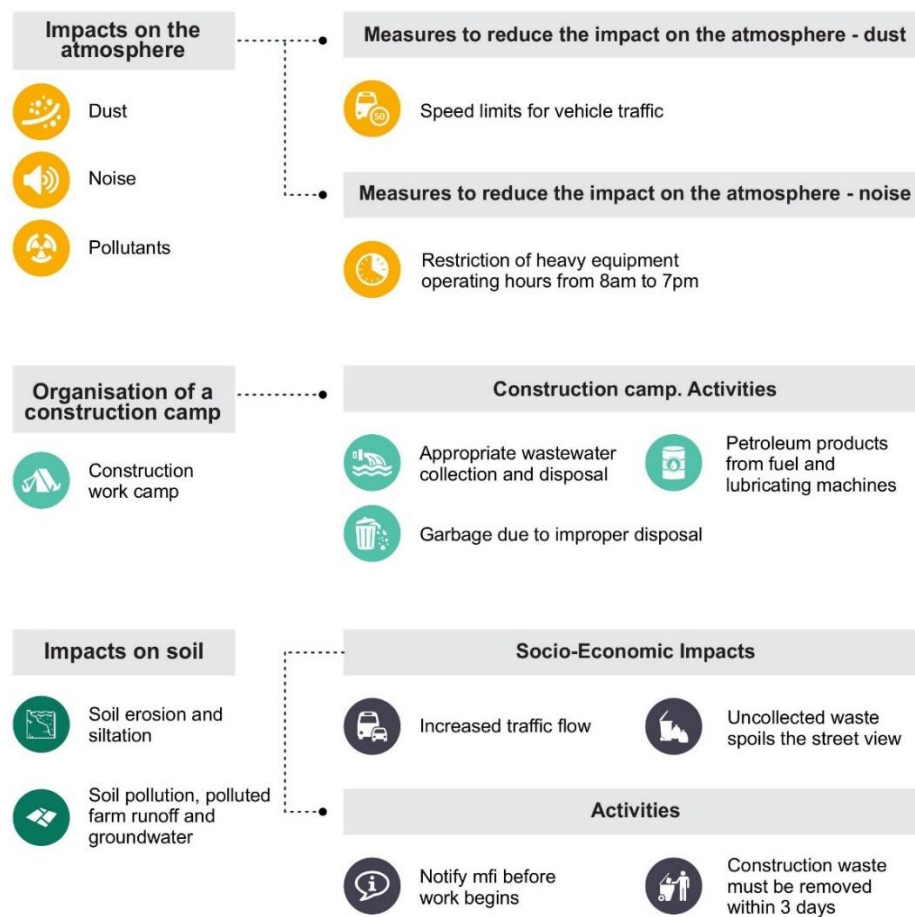 Impacts on the
atmosphere
Dust
Noise
Pollutants
Measures to reduce the impact on the atmosphere - dust
50
Speed limits for vehicle traffic
Measures to reduce the impact on the atmosphere - noise
Restriction of heavy equipment
operating hours from 8am to 7pm
Organisation of a
construction camp
Construction
work camp
Construction camp. Activities
Appropriate wastewater
collection and disposal
Petroleum products
from fuel and
lubricating machines
Garbage due to improper disposal
Impacts on soil
Soil erosion and
siltation
Soil pollution, polluted
farm runoff and
groundwater
Socio-Economic Impacts
Increased traffic flow
Uncollected waste
spoils the street view
Activities
Notify mfi before
work begins
Construction waste
must be removed
within 3 days